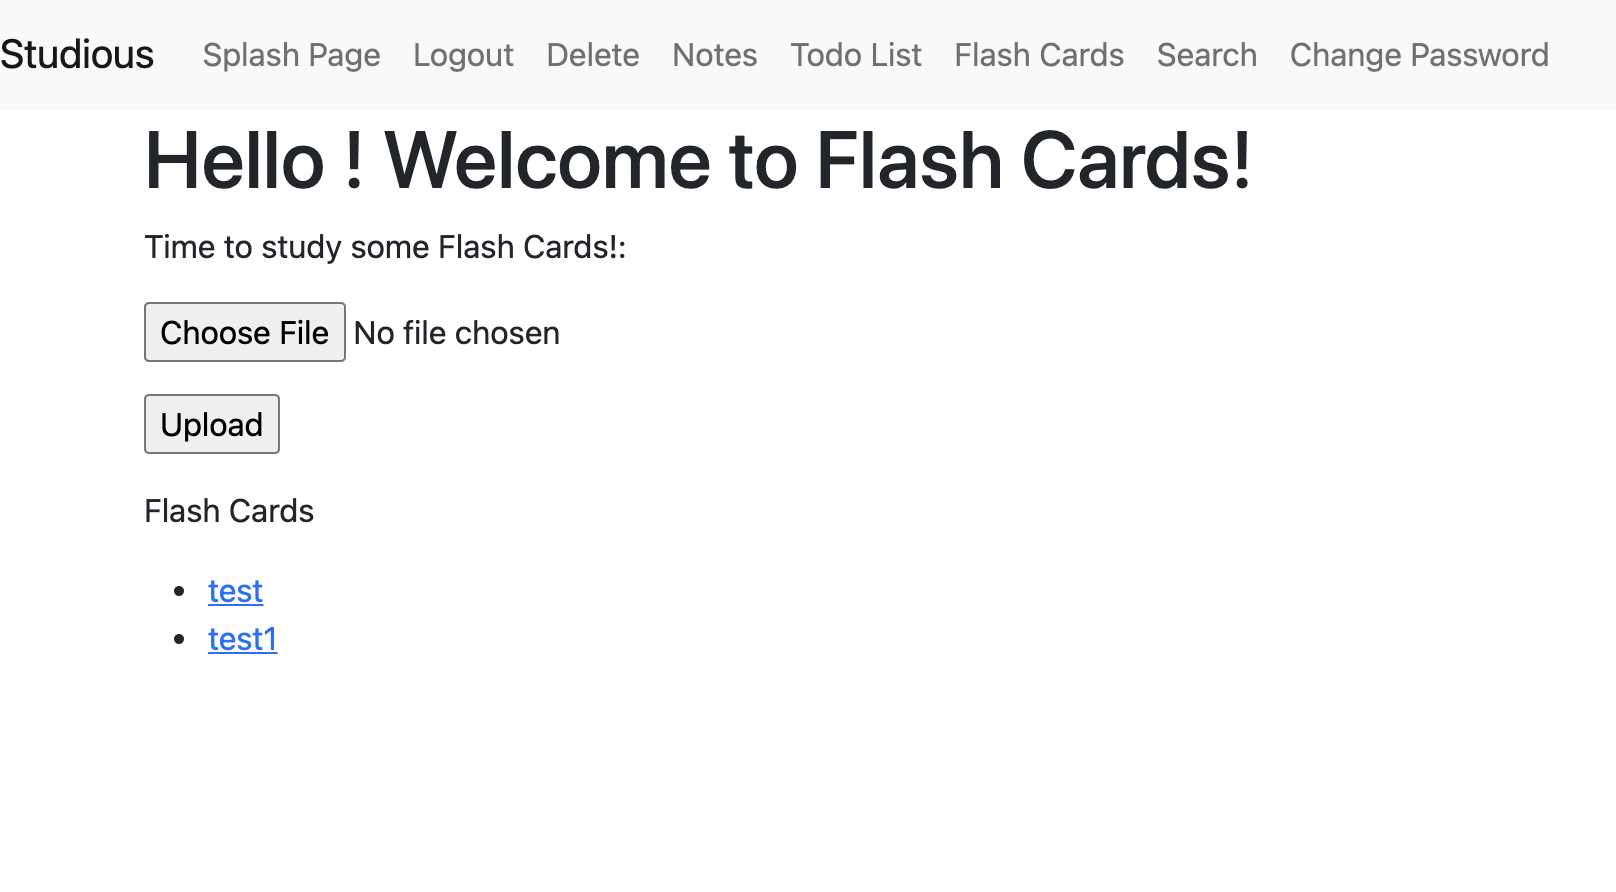 Studious Splash Page Logout Delete Notes Todo List Flash Cards Search Change Password
Hello ! Welcome to Flash Cards!
Time to study some Flash Cards!:
Choose File No file chosen
Upload
Flash Cards
test
test1